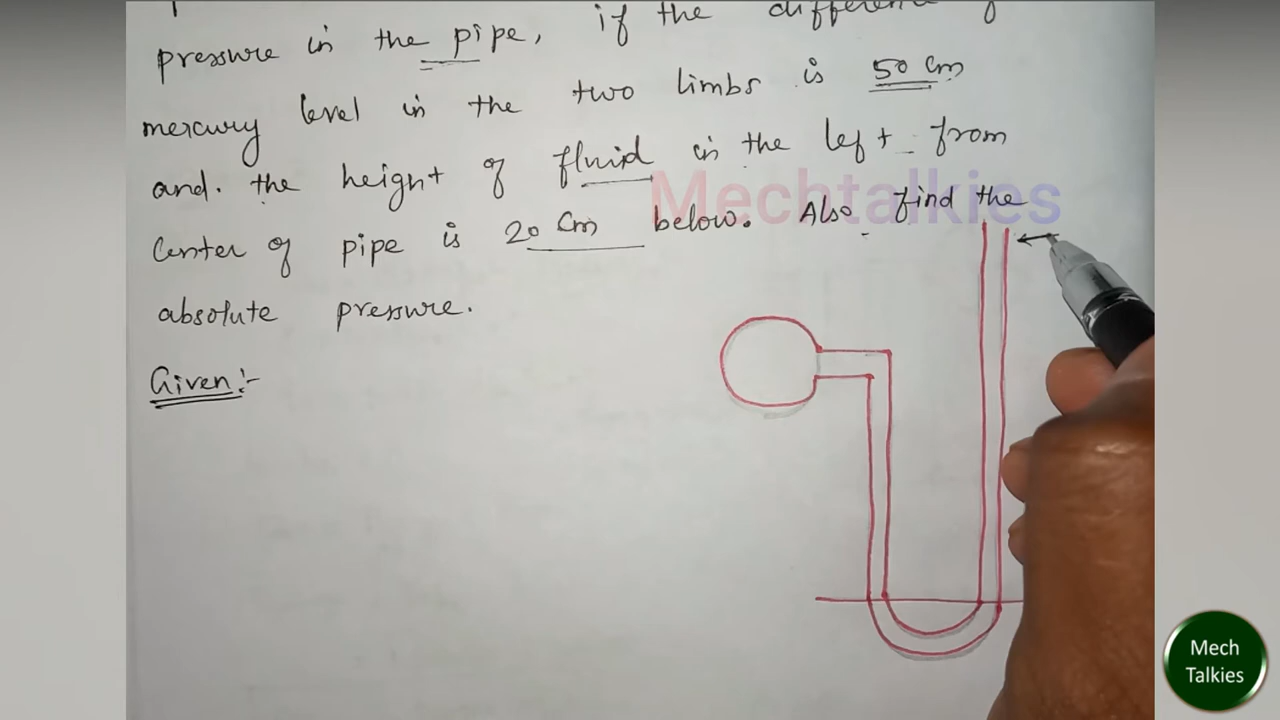 if the difference of
pressure in the pipe,
mercury level in the two limbs is 50 cm
and. the height of fluid in the left from
Center of pipe is 20 Cm below. Also find the
absolute pressure.
Given:-
Mechtalkies
Mech
Talkies